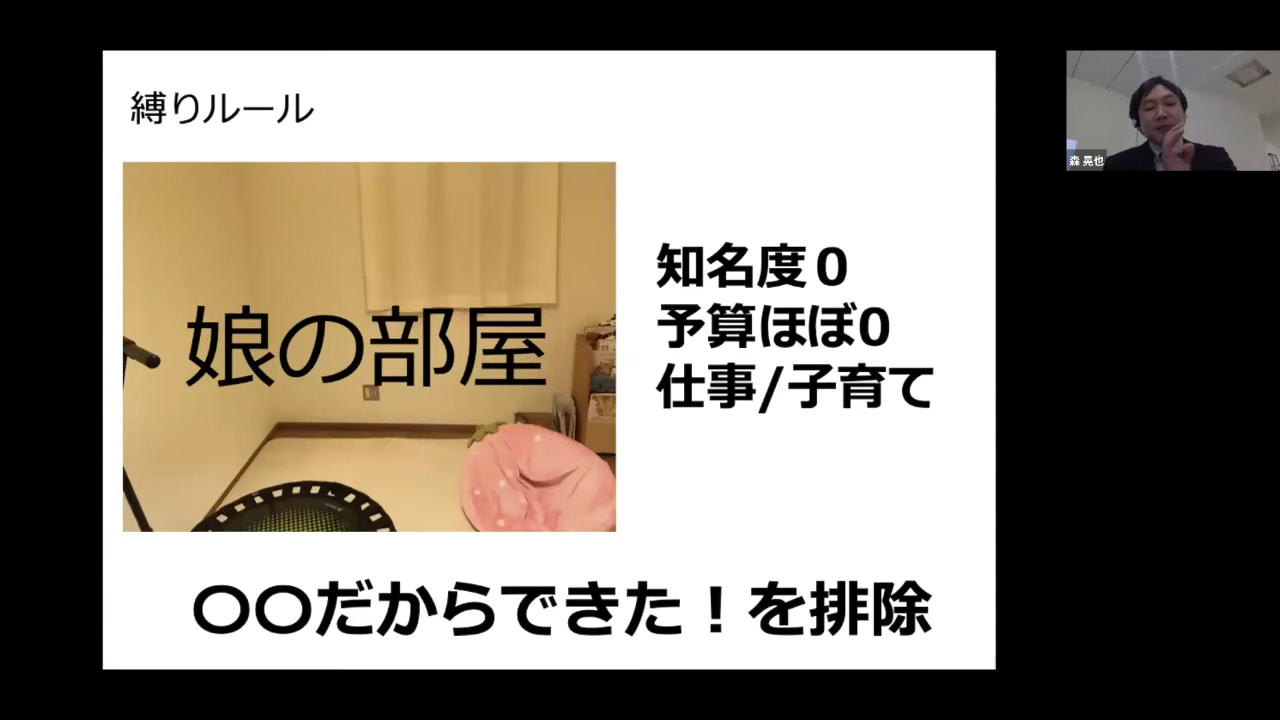 縛りルール
娘の部屋
知名度０
予算ほぼ0
仕事/子育て
〇〇だからできた！を排除
森 晃也